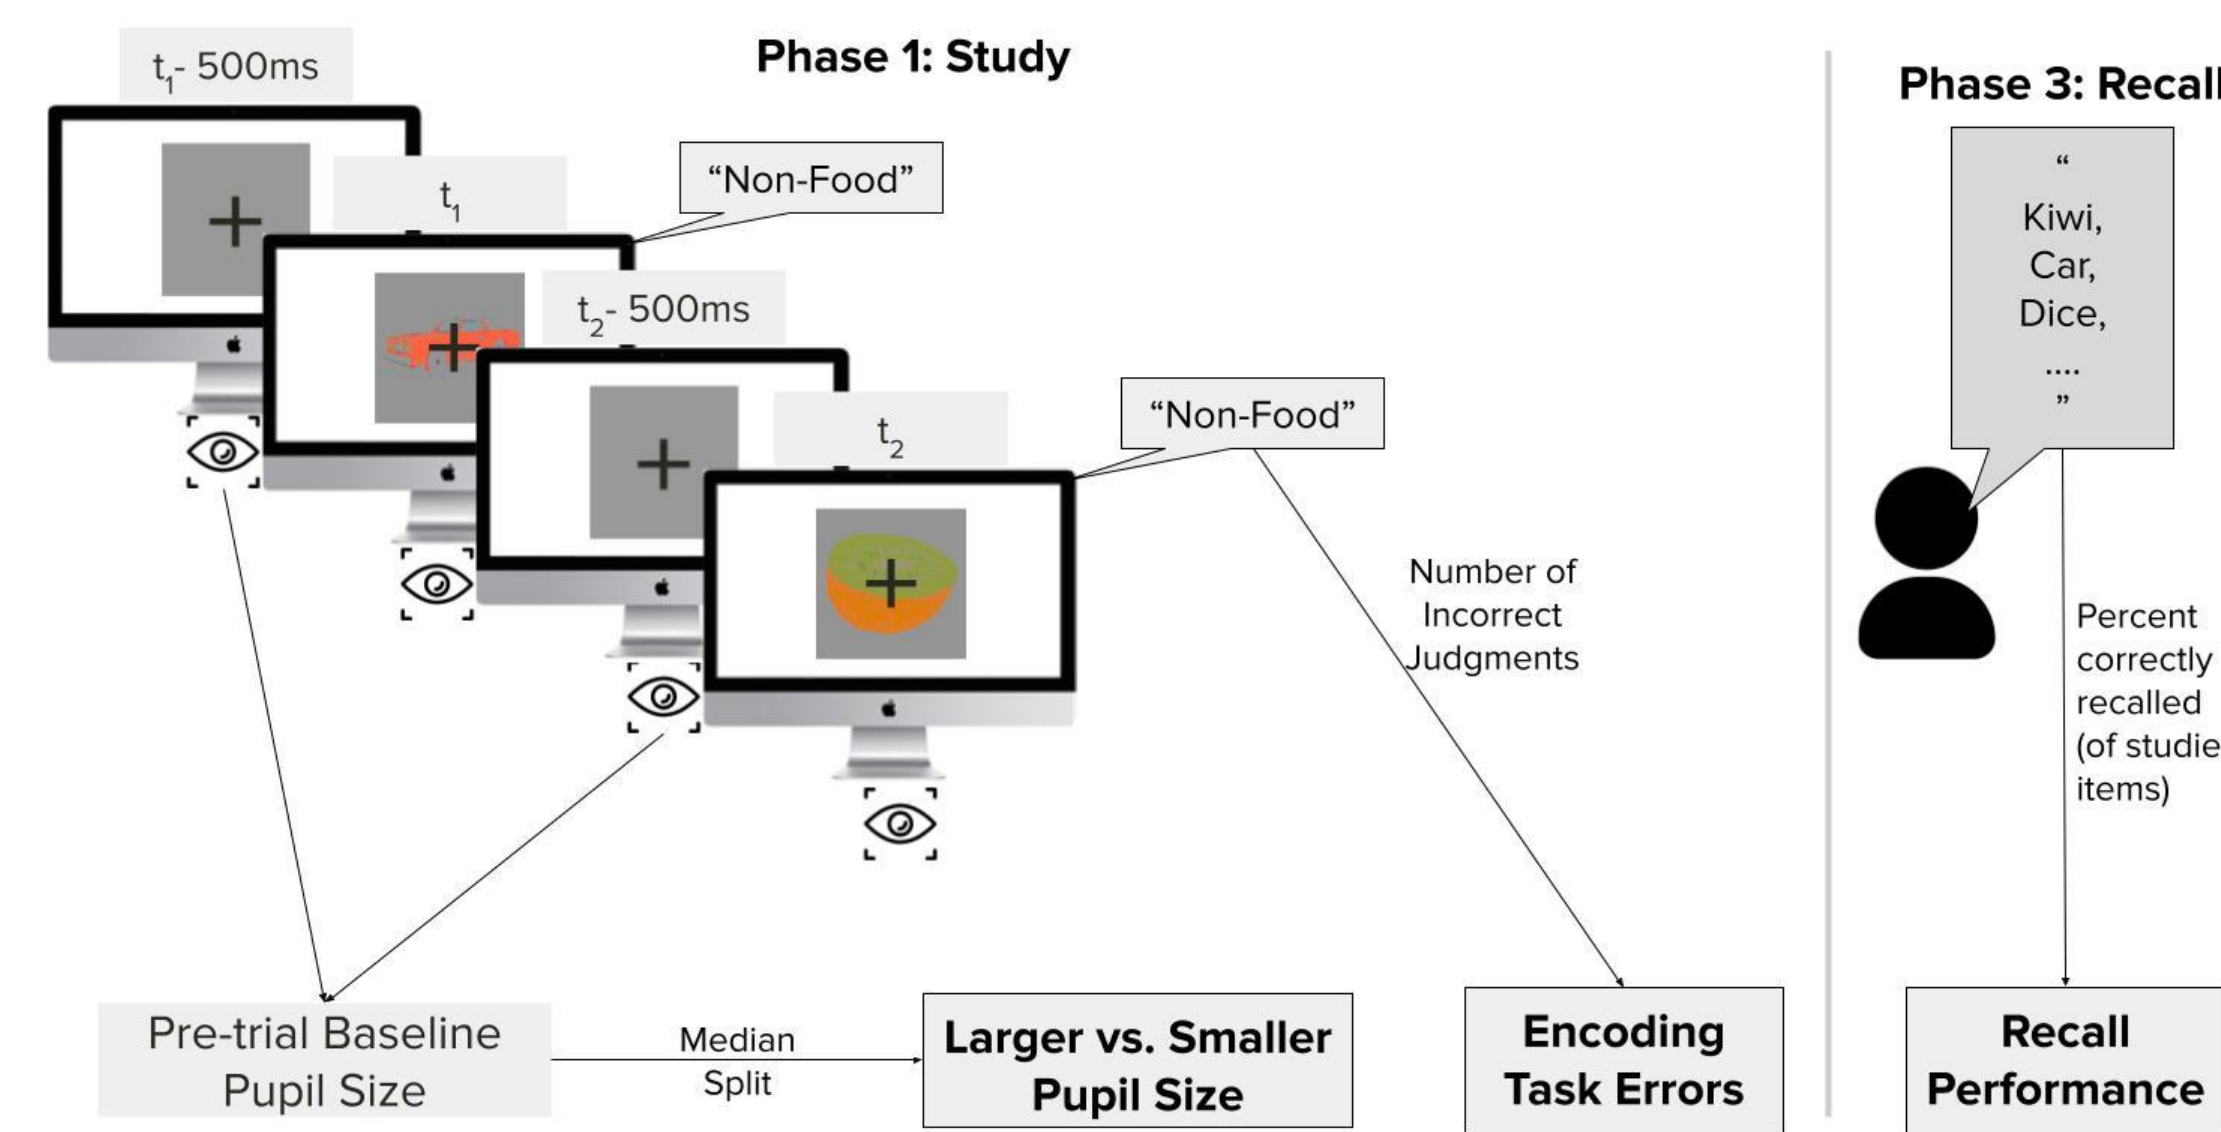 t1- 500ms
Phase 1: Study
t1
“Non-Food”
t2- 500ms
t2
“Non-Food”
Number of
Incorrect
Judgments
Pre-trial Baseline
Pupil Size
Median
Split
Larger vs. Smaller
Pupil Size
Encoding
Task Errors
Phase 3: Recall
“
Kiwi,
Car,
Dice,
....
”
Percent
correctly
recalled
(of studie
items)
Recall
Performance